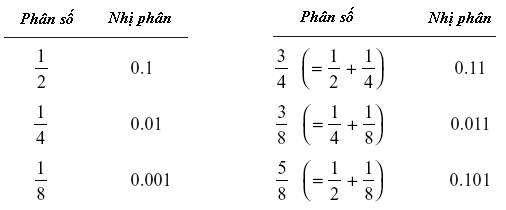 Phân số Nhị phân Phân số Nhị phân
1/2 0.1 3/4 (= 1/2 + 1/4) 0.11
1/4 0.01 3/8 (= 1/4 + 1/8) 0.011
1/8 0.001 5/8 (= 1/2 + 1/8) 0.101